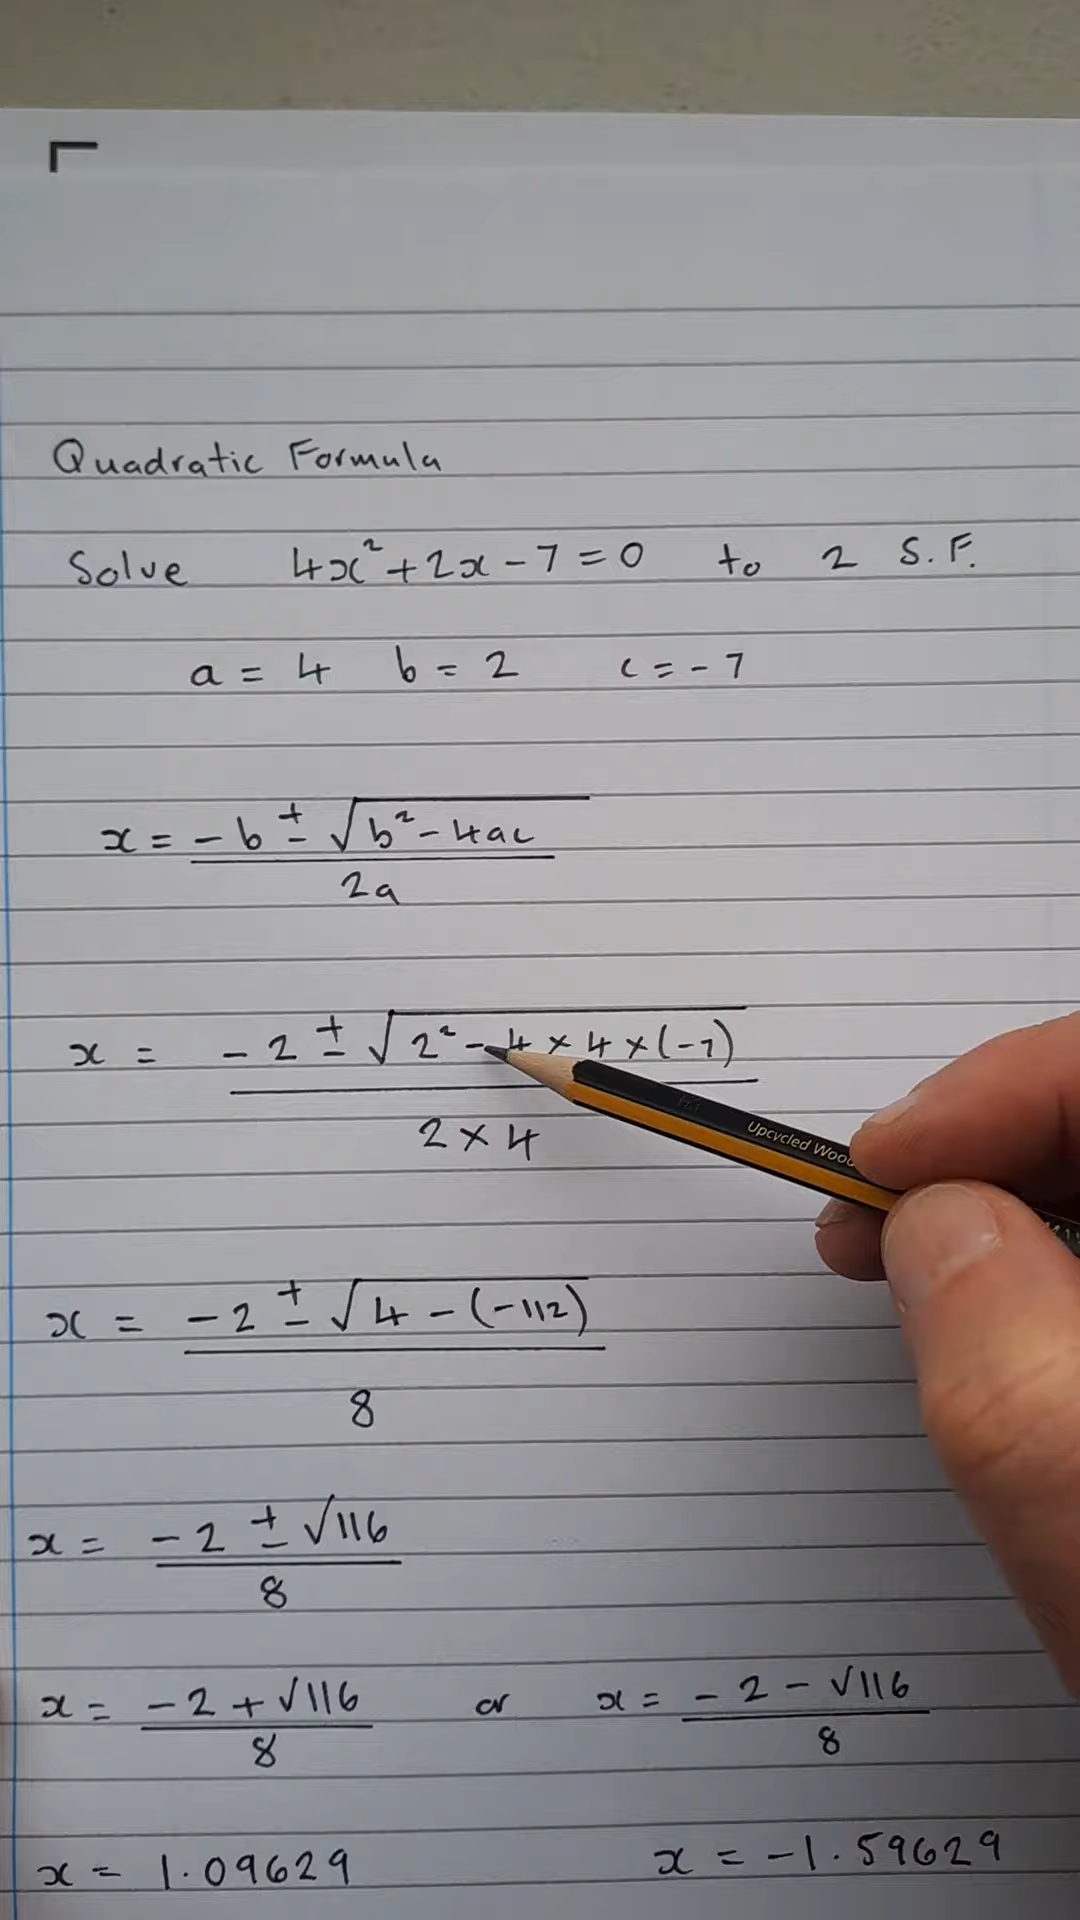 Quadratic Formula
Solve 4x² + 2x - 7 = 0 to 2 S.F.
a = 4 b = 2 c = - 7
x = -b ± √b² - 4ac
2a
x = -2 ± √2² - 4 × 4 × (-7)
2 × 4
Upcycled Wood
x = -2 ± √4 - (-112)
8
x = -2 ± √116
8
x = -2 + √116 or x = -2 - √116
8 8
x = 1.09629 x = -1.59629